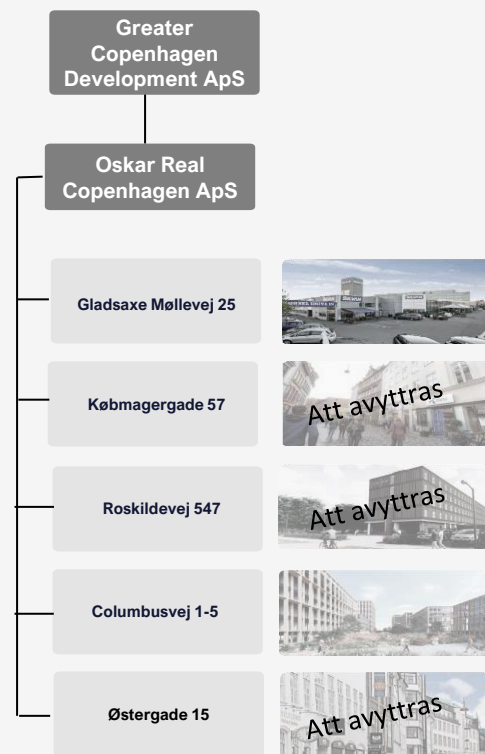 Greater
Copenhagen
Development ApS
Oskar Real
Copenhagen ApS
Gladsaxe Møllevej 25
Købmagergade 57
Att avyttras
Roskildevej 547
Att avyttras
Columbusvej 1-5
Østergade 15
Att avyttras